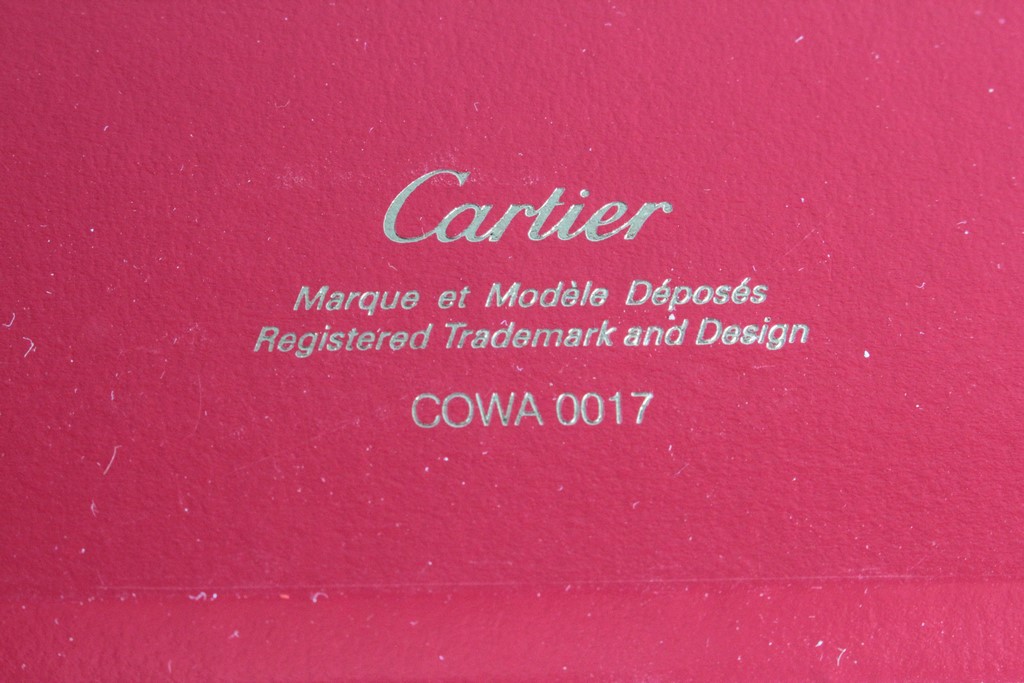 Cartier
Marque et Modèle Déposés
Registered Trademark and Design
COWA 0017